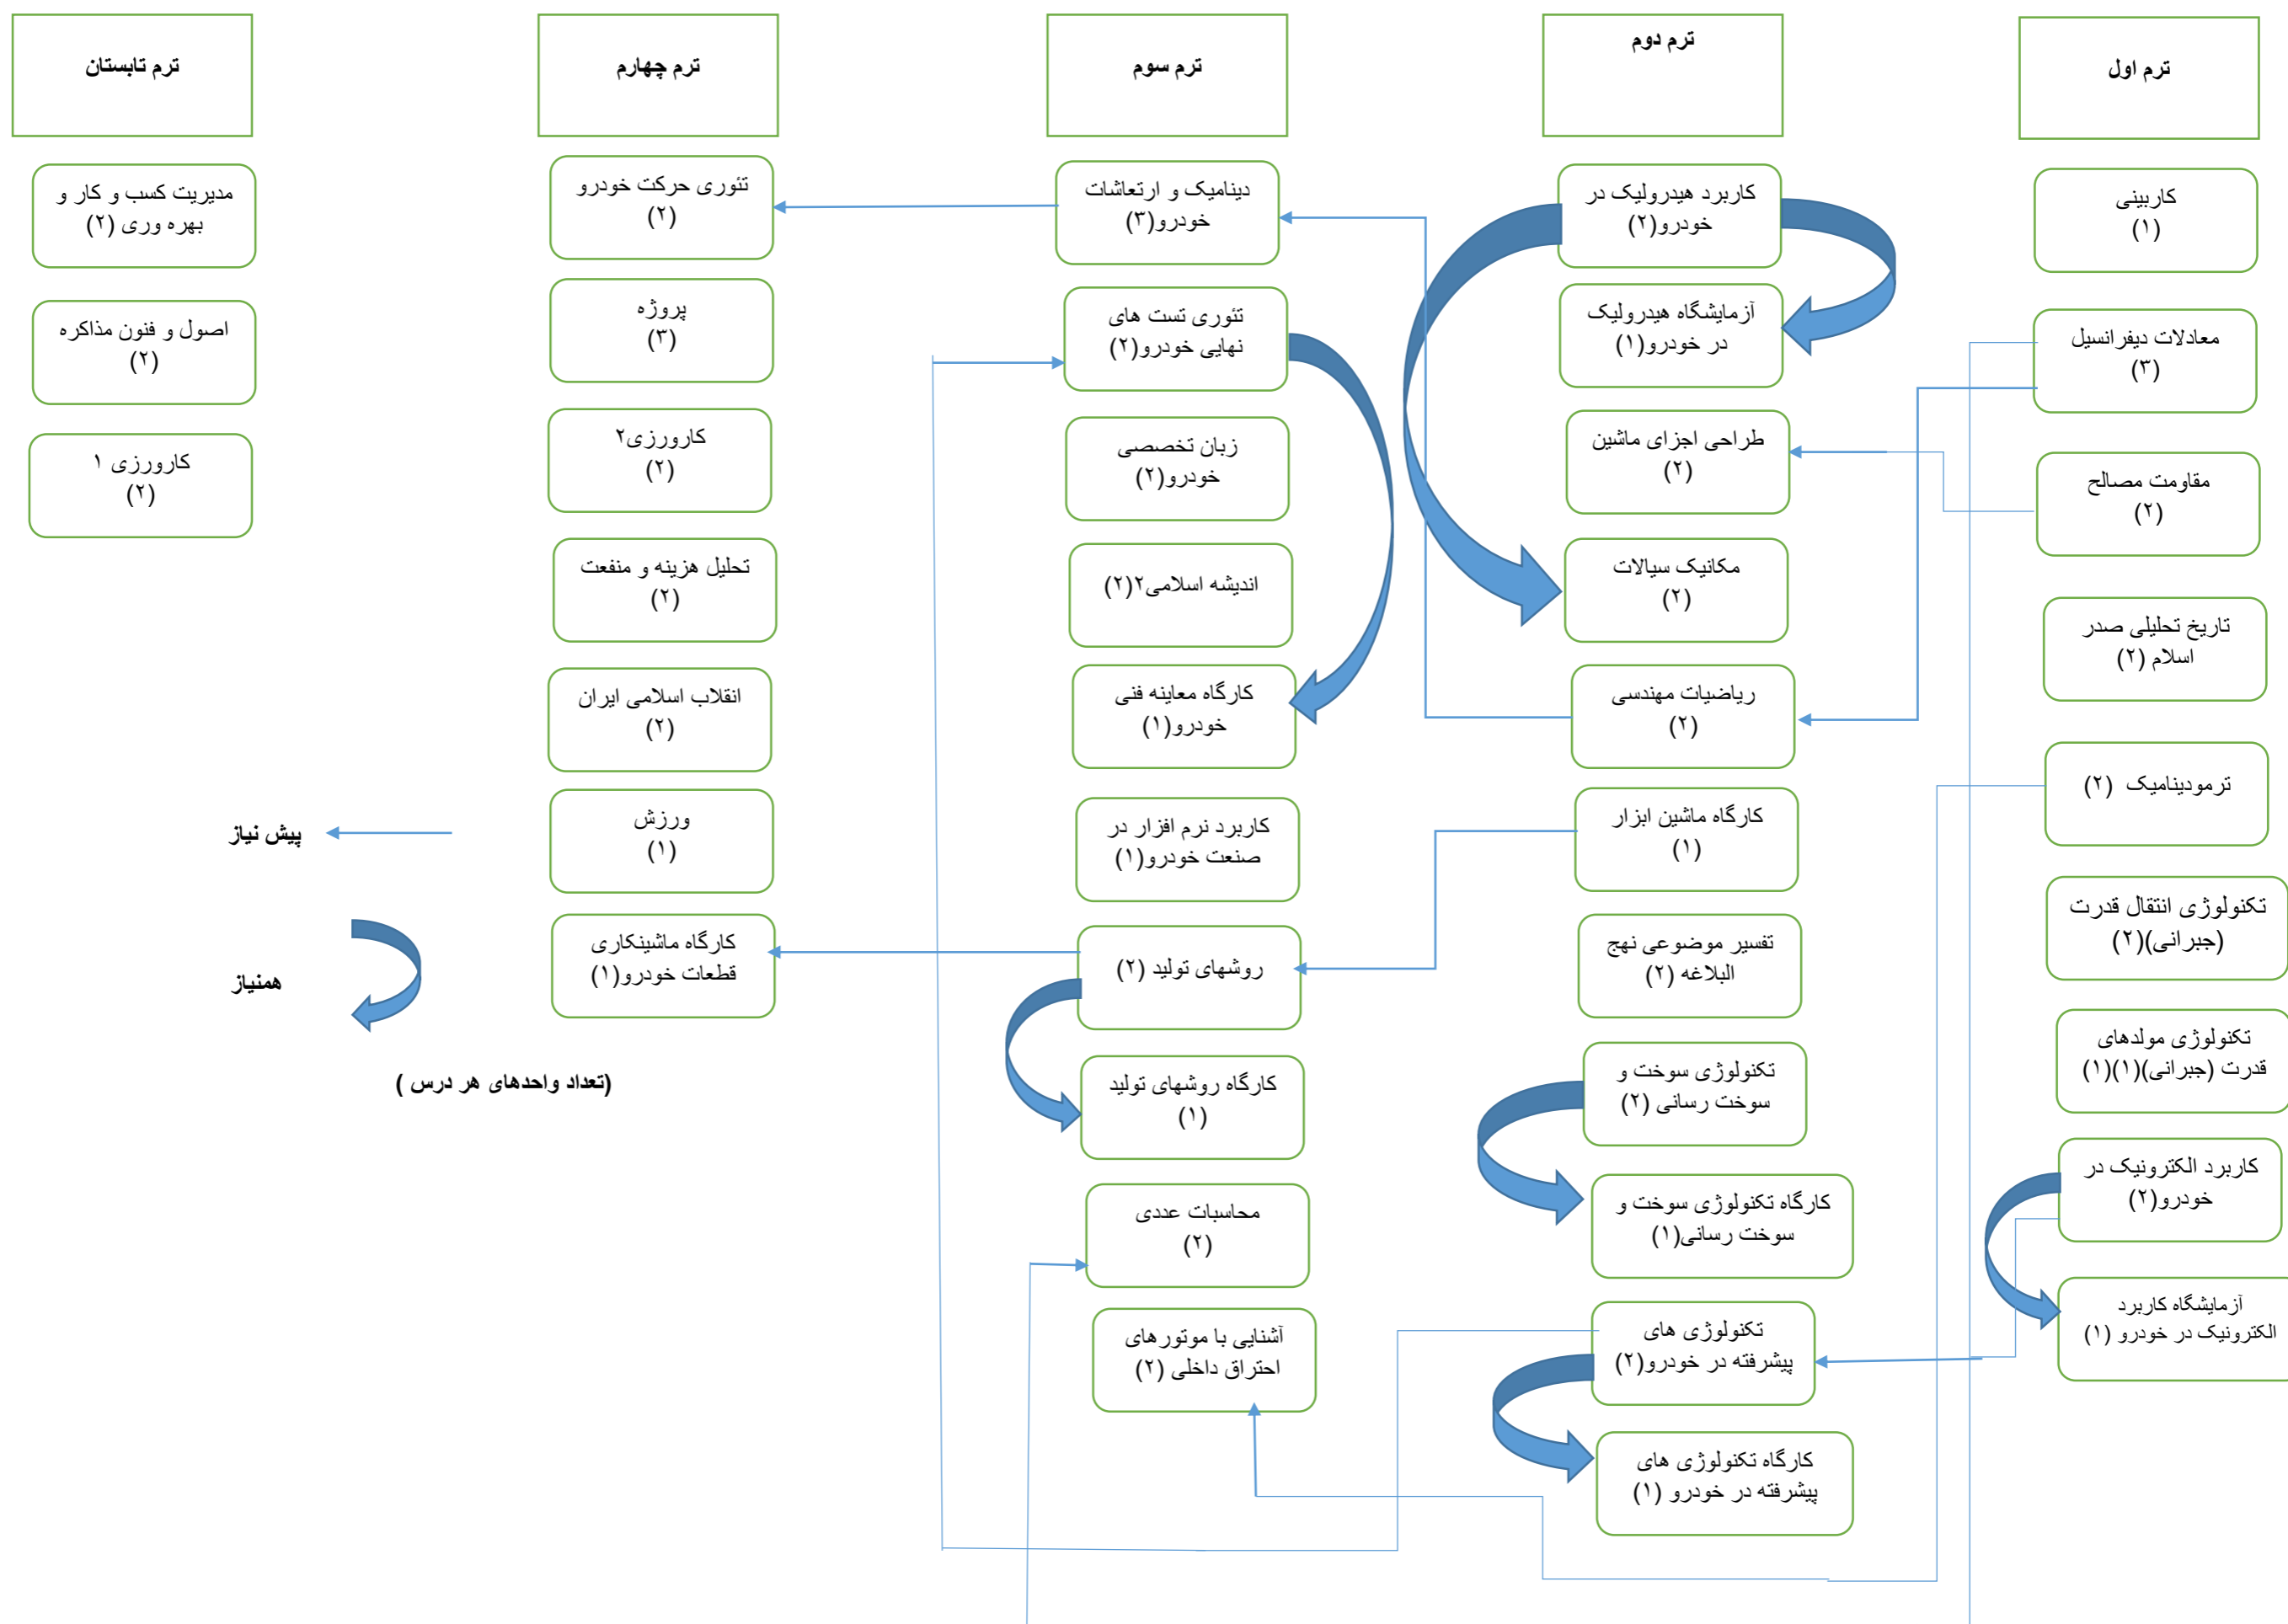 ترم اول
کاربینی
(۱)
معادلات دیفرانسیل
(۳)
مقاومت مصالح
(۲)
تاریخ تحلیلی صدر
اسلام (۲)
ترمودینامیک (۲)
تکنولوژی انتقال قدرت
(جبرانی)(۲)
تکنولوژی مولدهای
قدرت (جبرانی)(۱)(۱)
کاربرد الکترونیک در
خودرو(۲)
آزمایشگاه کاربرد
الکترونیک در خودرو (۱)
ترم دوم
کاربرد هیدرولیک در
خودرو(۲)
آزمایشگاه هیدرولیک
در خودرو(۱)
طراحی اجزای ماشین
(۲)
مکانیک سیالات
(۲)
ریاضیات مهندسی
(۲)
کارگاه ماشین ابزار
(۱)
تفسیر موضوعی نهج
البلاغه (۲)
تکنولوژی سوخت و
سوخت رسانی (۲)
کارگاه تکنولوژی سوخت و
سوخت رسانی(۱)
تکنولوژی های
پیشرفته در خودرو(۲)
کارگاه تکنولوژی های
پیشرفته در خودرو (۱)
ترم سوم
دینامیک و ارتعاشات
خودرو(۳)
تئوری تست های
نهایی خودرو(۲)
زبان تخصصی
خودرو(۲)
اندیشه اسلامی۲(۲)
کارگاه معاینه فنی
خودرو(۱)
کاربرد نرم افزار در
صنعت خودرو(۱)
روشهای تولید (۲)
کارگاه روشهای تولید
(۱)
محاسبات عددی
(۲)
آشنایی با موتورهای
احتراق داخلی (۲)
ترم چهارم
تئوری حرکت خودرو
(۲)
پروژه
(۳)
کارورزی۲
(۲)
تحلیل هزینه و منفعت
(۲)
انقلاب اسلامی ایران
(۲)
ورزش
(۱)
کارگاه ماشینکاری
قطعات خودرو(۱)
ترم تابستان
مدیریت کسب و کار و
بهره وری (۲)
اصول و فنون مذاکره
(۲)
کارورزی ۱
(۲)
پیش نیاز
همنیاز
(تعداد واحدهای هر درس )